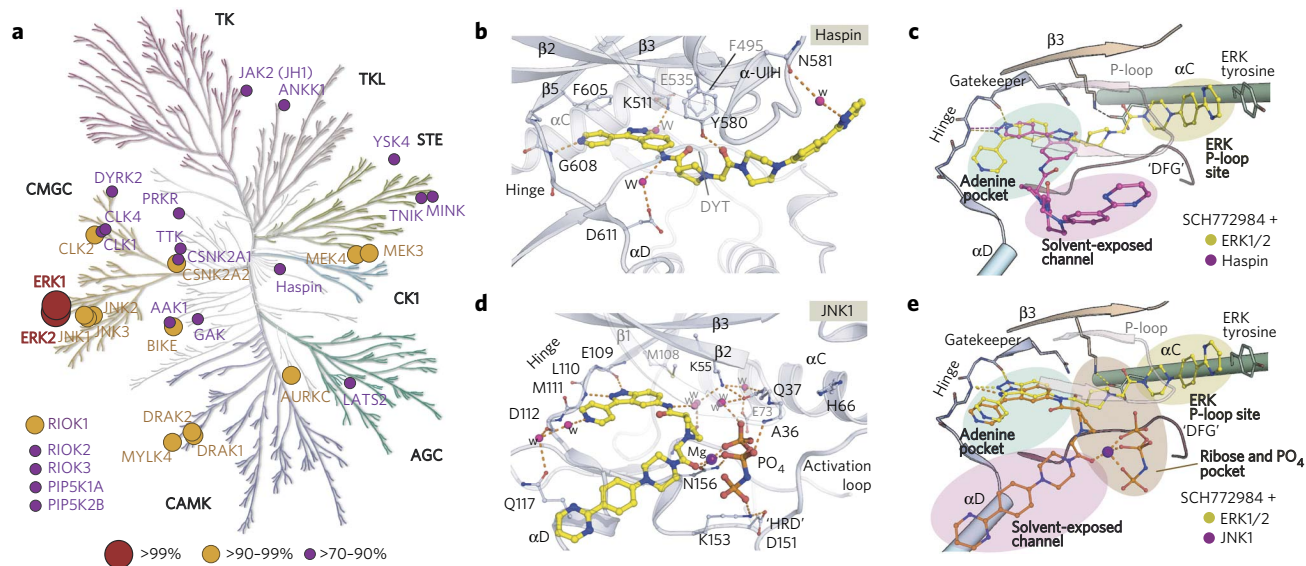 a
TK
JAK2 (JH1)
ANKK1
TKL
YSK4
STE
TNIK
MINK
CMGC
DYRK2
PRKR
CLK4
CLK2
CLK1
TTK
CSNK2A1
CSNK2A2
MEK4
MEK3
Haspin
CK1
ERK1
ERK2
JNK2
JNK1
JNK3
AAK1
BIKE
GAK
AURKC
LATS2
AGC
RIOK1
RIOK2
RIOK3
PIP5K1A
PIP5K2B
DRAK2
DRAK1
MYLK4
CAMK
>99%
>90–99%
>70–90%
b
Haspin
β2
β3
F495
α-UIH
N581
E535
β5
F605
K511
W
w
αC
Y580
G608
W
Hinge
DYT
D611
αD
c
β3
P-loop
αC
ERK
tyrosine
Gatekeeper
Hinge
ERK
P-loop
site
Adenine
pocket
'DFG'
αD
Solvent-exposed
channel
SCH772984 +
ERK1/2
Haspin
d
JNK1
β3
β1
β2
αC
Hinge
E109
M108
K55
L110
M111
Q37
H66
D112
w
w
w
w
w
E73
A36
Mg
PO4
N156
Activation
loop
Q117
αD
'HRD'
K153
D151
e
β3
P-loop
αC
ERK
tyrosine
Gatekeeper
Hinge
ERK
P-loop site
'DFG'
Adenine
pocket
Ribose and PO4
pocket
αD
Solvent-exposed
channel
SCH772984 +
ERK1/2
JNK1